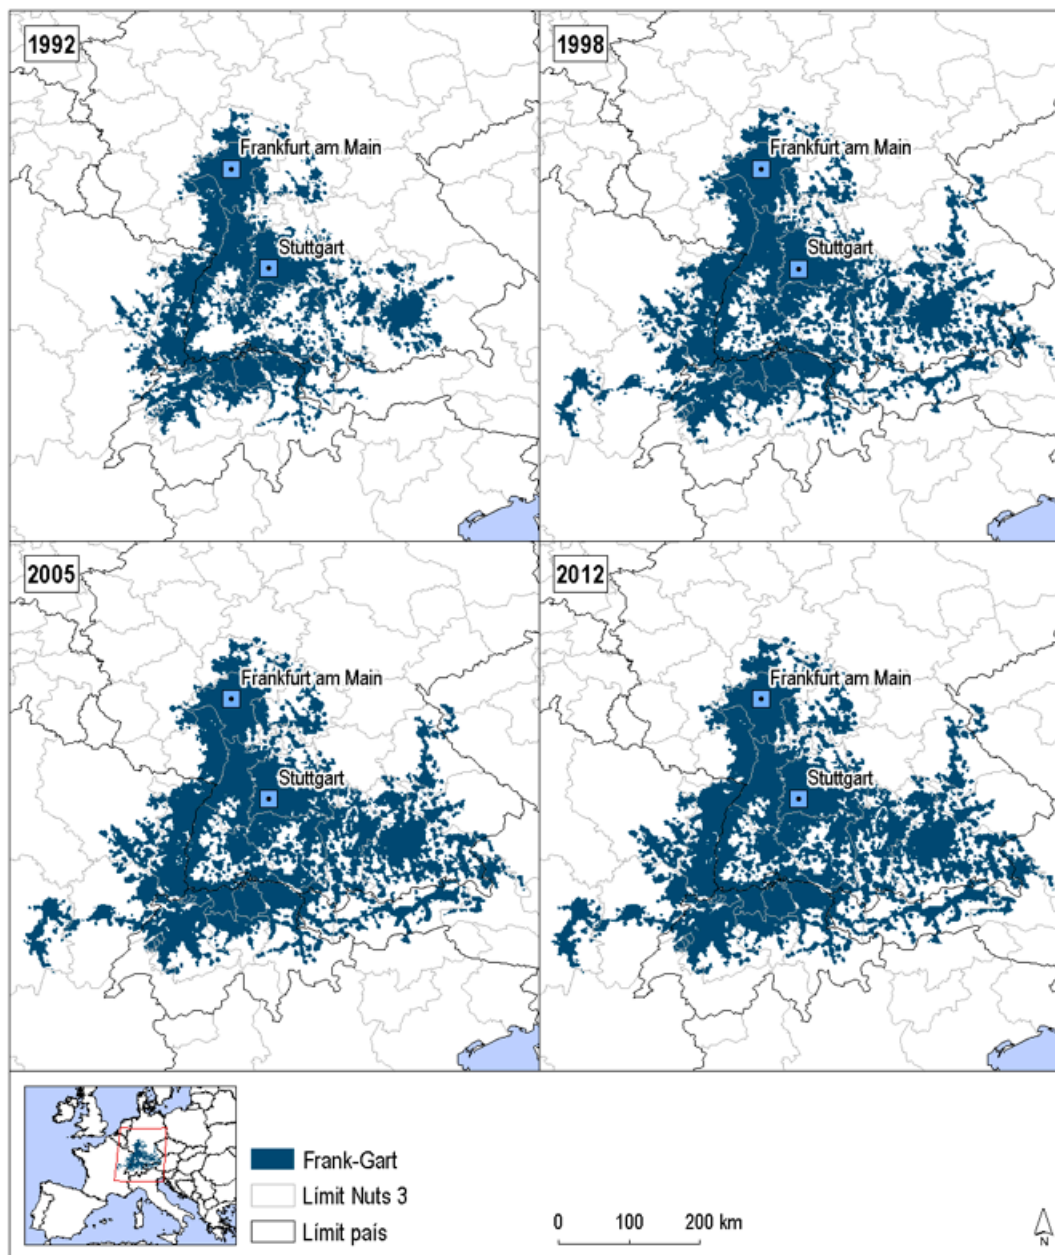 1992
Frankfurt am Main
Stuttgart
1998
Frankfurt am Main
Stuttgart
2005
Frankfurt am Main
Stuttgart
2012
Frankfurt am Main
Stuttgart
Frank-Gart
Límit Nuts 3
Límit país
0 100 200 km
N